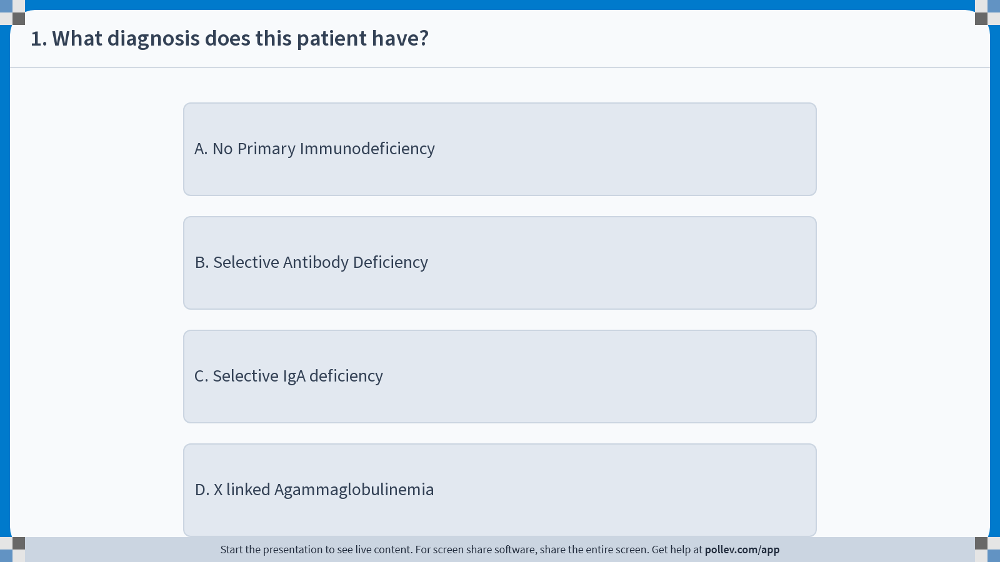 1. What diagnosis does this patient have?
A. No Primary Immunodeficiency
B. Selective Antibody Deficiency
C. Selective IgA deficiency
D. X linked Agammaglobulinemia
Start the presentation to see live content. For screen share software, share the entire screen. Get help at pollev.com/app